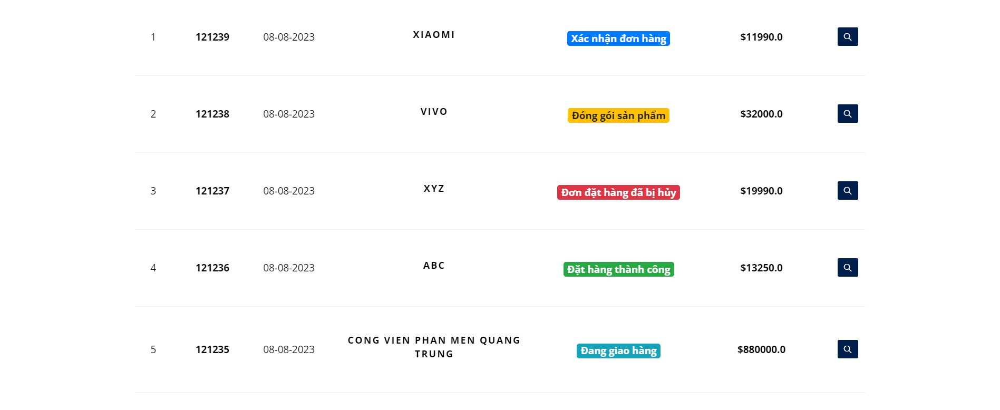 1 121239 08-08-2023 XIAOMI Xác nhận đơn hàng $11990.0
2 121238 08-08-2023 VIVO Đóng gói sản phẩm $32000.0
3 121237 08-08-2023 XYZ Đơn đặt hàng đã bị hủy $19990.0
4 121236 08-08-2023 ABC Đặt hàng thành công $13250.0
5 121235 08-08-2023 CONG VIEN PHAN MEN QUANG
TRUNG Đang giao hàng $880000.0